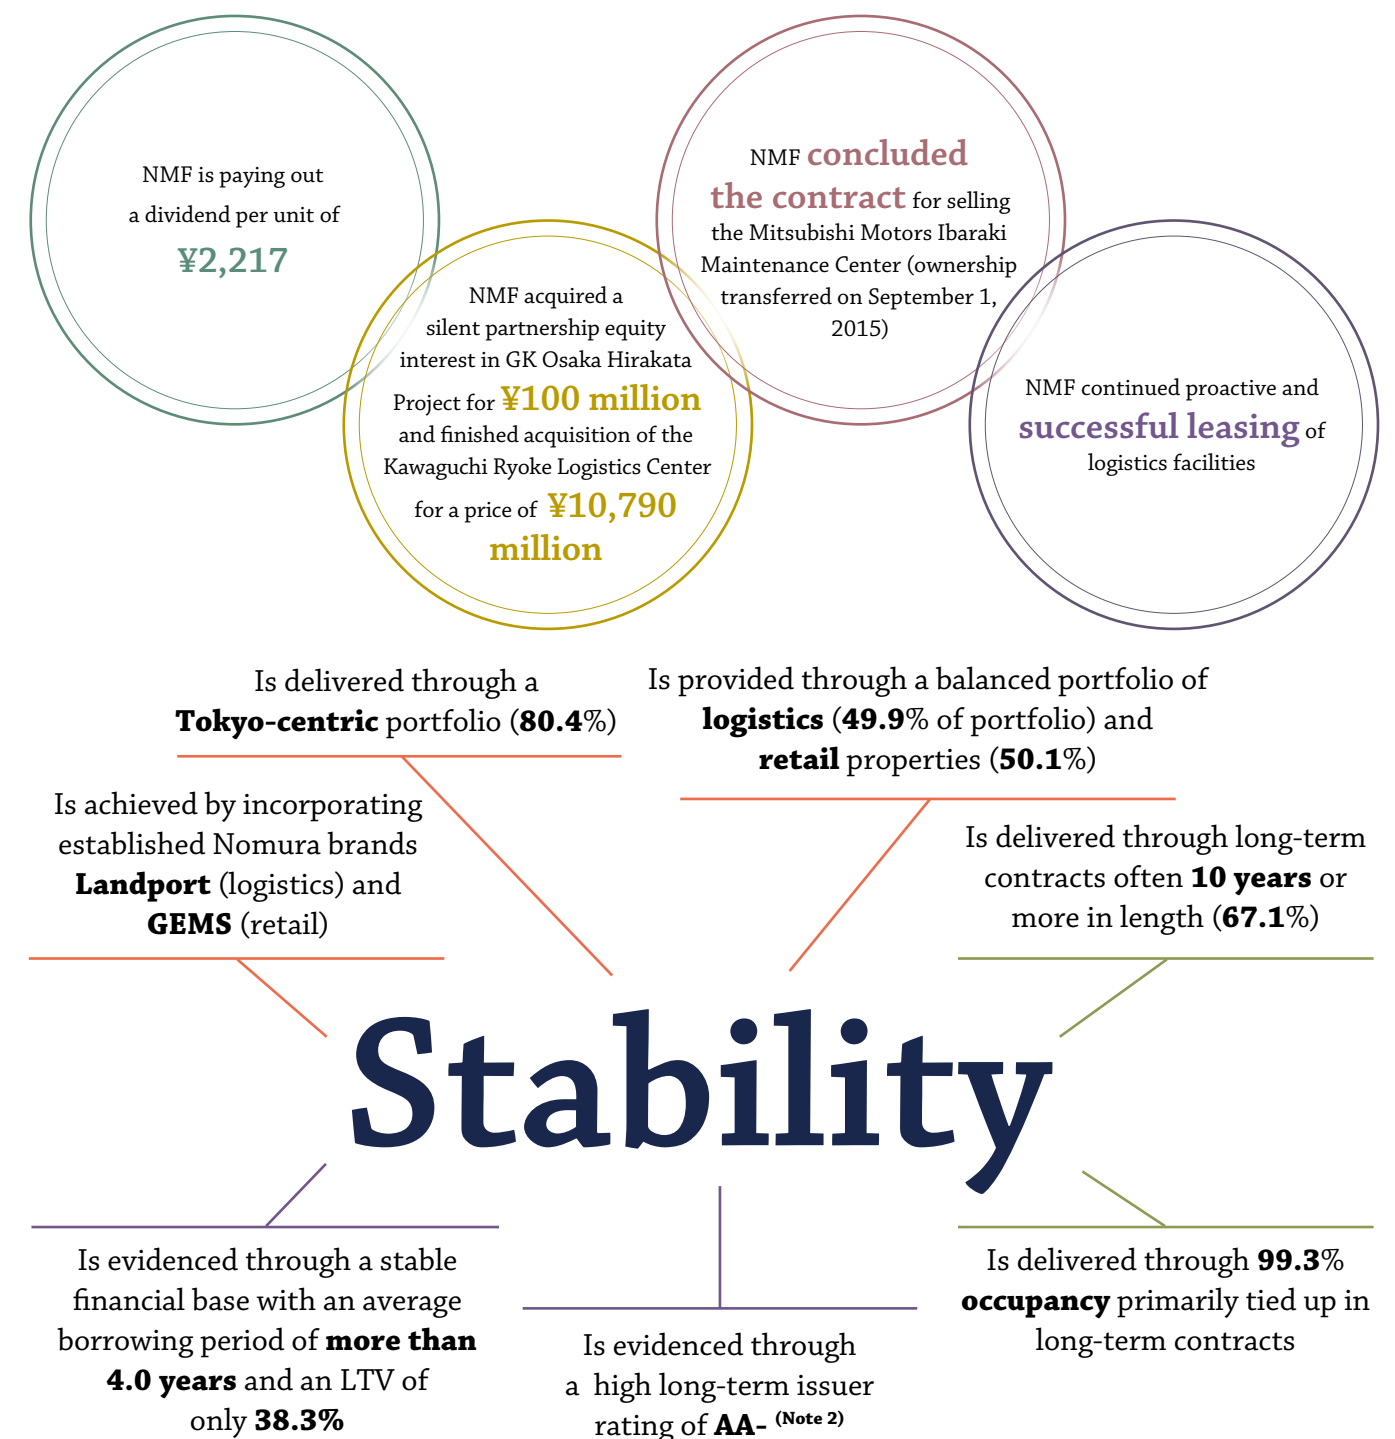 NMF is paying out
a dividend per unit of
¥2,217
NMF acquired a
silent partnership equity
interest in GK Osaka Hirakata
Project for ¥100 million
and finished acquisition of the
Kawaguchi Ryoke Logistics Center
for a price of ¥10,790
million
NMF concluded
the contract for selling
the Mitsubishi Motors Ibaraki
Maintenance Center (ownership
transferred on September 1,
2015)
NMF continued proactive and
successful leasing of
logistics facilities
Is delivered through a
Tokyo-centric portfolio (80.4%)
Is provided through a balanced portfolio of
logistics (49.9% of portfolio) and
retail properties (50.1%)
Is achieved by incorporating
established Nomura brands
Landport (logistics) and
GEMS (retail)
Is delivered through long-term
contracts often 10 years or
more in length (67.1%)
Stability
Is evidenced through a stable
financial base with an average
borrowing period of more than
4.0 years and an LTV of
only 38.3%
Is evidenced through
a high long-term issuer
rating of AA- (Note 2)
Is delivered through 99.3%
occupancy primarily tied up in
long-term contracts